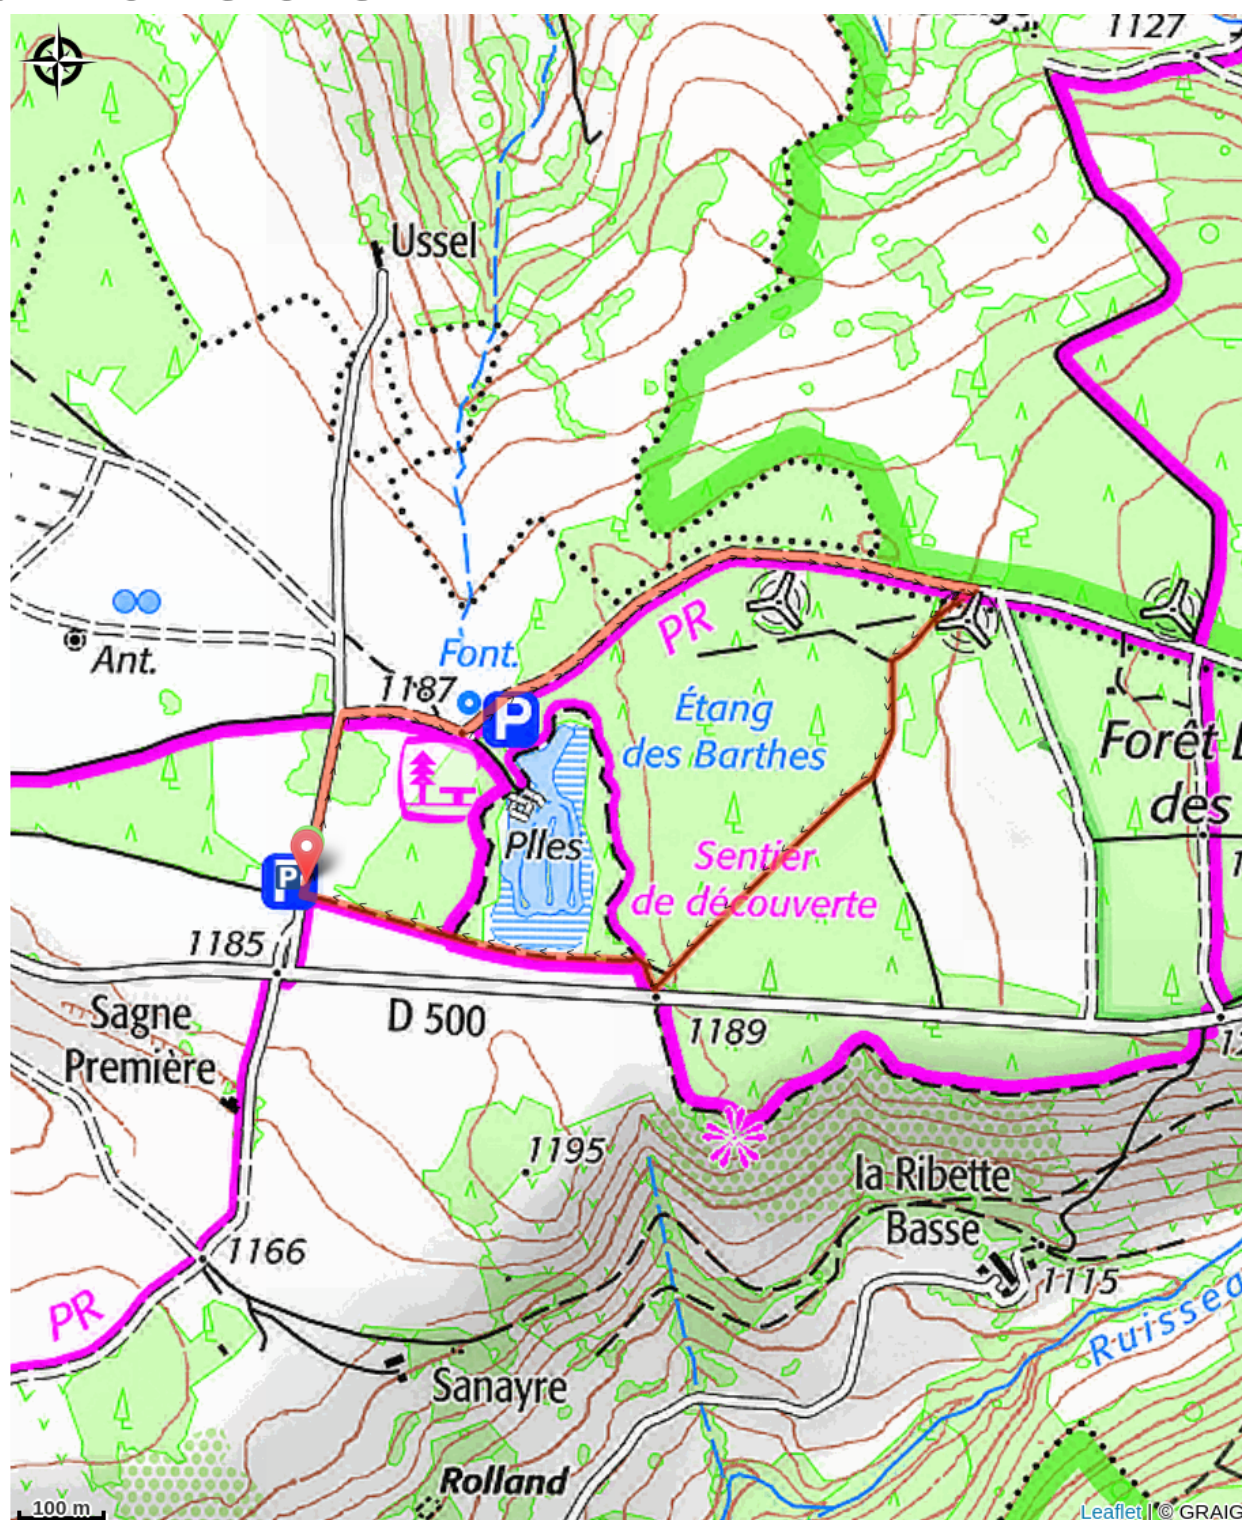 1127
Ussel
Ant.
Font.
1187
P
PR
Étang
des Barthes
Forêt
des
Plles
Sentier
de découverte
P
1185
D 500
1189
Sagne
Première
1195
la Ribette
Basse
1166
1115
PR
Ruissea
Sanayre
Rolland
100 m
Leaflet | © GRAIG